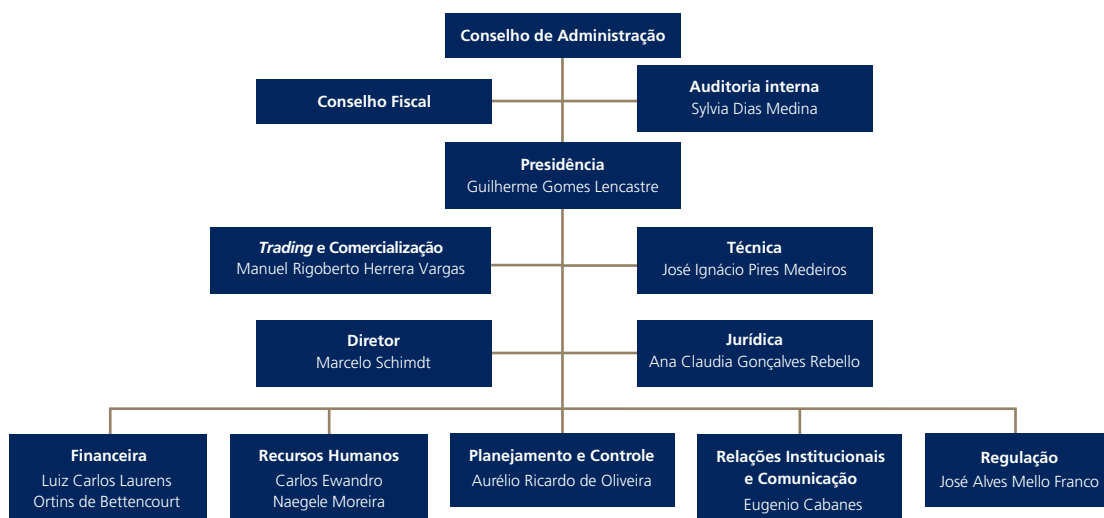 Conselho de Administração
Conselho Fiscal
Auditoria interna
Sylvia Dias Medina
Presidência
Guilherme Gomes Lencastre
Trading e Comercialização
Manuel Rigoberto Herrera Vargas
Técnica
José Ignácio Pires Medeiros
Diretor
Marcelo Schimdt
Jurídica
Ana Claudia Gonçalves Rebello
Financeira
Luiz Carlos Laurens
Ortins de Bettencourt
Recursos Humanos
Carlos Ewandro
Naegele Moreira
Planejamento e Controle
Aurélio Ricardo de Oliveira
Relações Institucionais
e Comunicação
Eugenio Cabanes
Regulação
José Alves Mello Franco